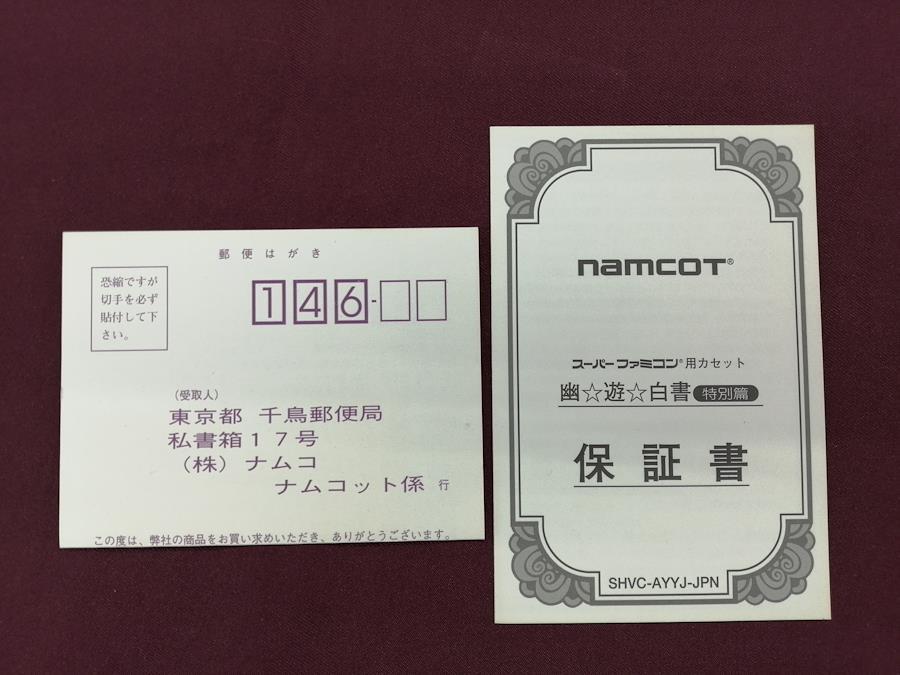 郵便はがき
恐縮ですが
切手を必ず
貼付して下
さい。
146-
(受取人)
東京都 千鳥郵便局
私書箱17号
(株)ナムコ
ナムコット係 行
この度は、弊社の商品をお買い求めいただき、ありがとうございます。
namcoT®
スーパーファミコン®用カセット
幽☆遊☆白書 特別篇
保証書
SHVC-AYYJ-JPN